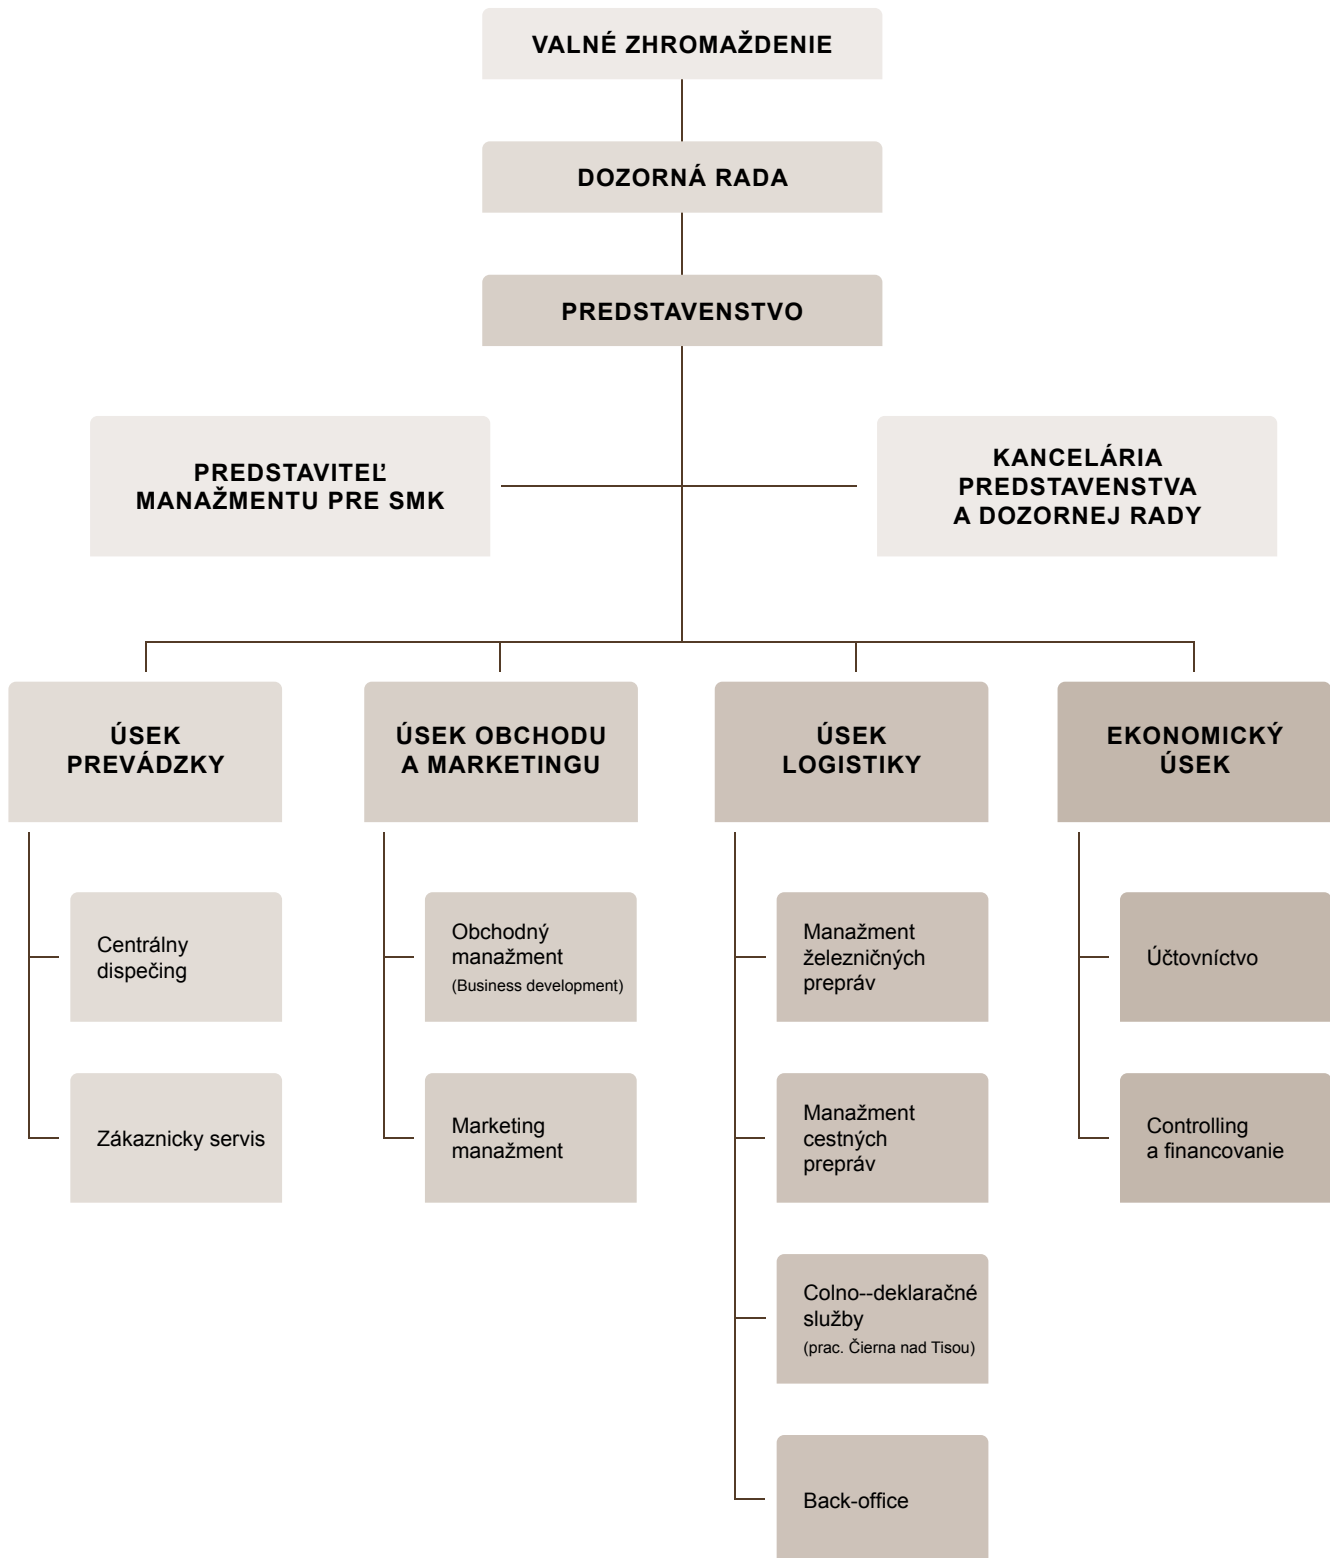 VALNÉ ZHROMAŽDENIE
DOZORNÁ RADA
PREDSTAVENSTVO
PREDSTAVITEĽ
MANAŽMENTU PRE SMK
KANCELÁRIA
PREDSTAVENSTVA
A DOZORNEJ RADY
ÚSEK
PREVÁDZKY
ÚSEK OBCHODU
A MARKETINGU
ÚSEK
LOGISTIKY
EKONOMICKÝ
ÚSEK
Centrálny
dispečing
Obchodný
manažment
(Business development)
Manažment
železničných
prepráv
Účtovníctvo
Zákaznicky servis
Marketing
manažment
Manažment
cestných
prepráv
Controlling
a financovanie
Colno--deklaračné
služby
(prac. Čierna nad Tisou)
Back-office